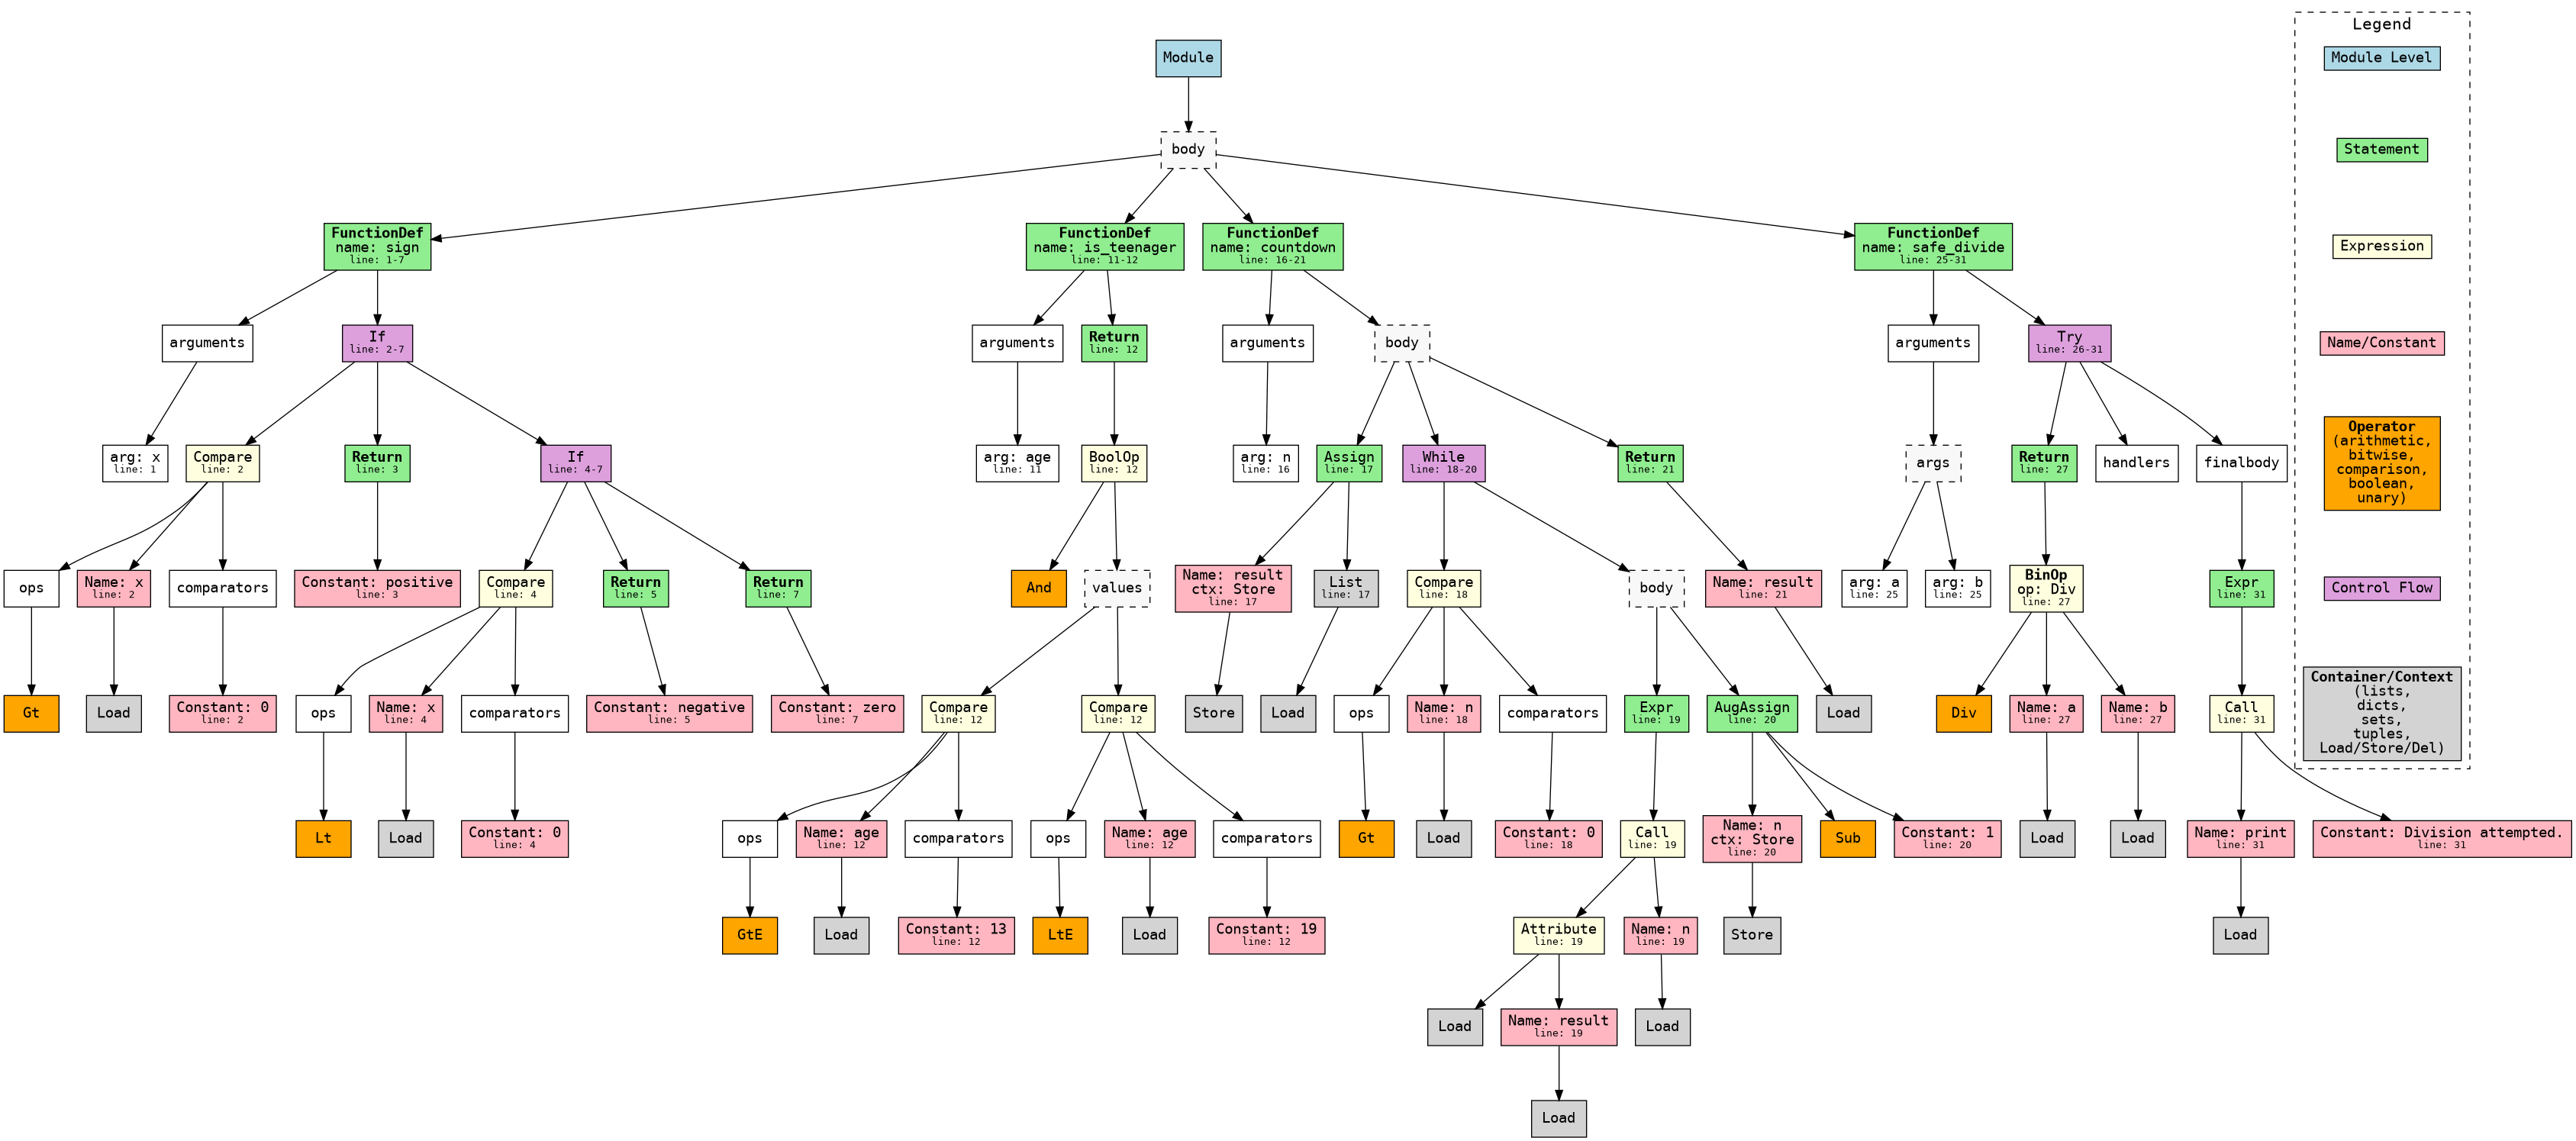 Legend
Module
Module Level
body
Statement
FunctionDef
name: sign
line: 1-7
FunctionDef
name: is_teenager
line: 11-12
FunctionDef
name: countdown
line: 16-21
FunctionDef
name: safe_divide
line: 25-31
Expression
arguments
If
line: 2-7
arguments
Return
line: 12
arguments
body
arguments
Try
line: 26-31
Name/Constant
arg: x
line: 1
Compare
line: 2
Return
line: 3
If
line: 4-7
arg: age
line: 11
BoolOp
line: 12
arg: n
line: 16
Assign
line: 17
While
line: 18-20
Return
line: 21
args
Return
line: 27
handlers
finalbody
Operator
(arithmetic,
bitwise,
comparison,
boolean,
unary)
ops
Name: x
line: 2
comparators
Constant: positive
line: 3
Compare
line: 4
Return
line: 5
Return
line: 7
And
values
Name: result
ctx: Store
line: 17
List
line: 17
Compare
line: 18
body
Name: result
line: 21
arg: a
line: 25
arg: b
line: 25
BinOp
op: Div
line: 27
Expr
line: 31
Control Flow
Gt
Load
Constant: 0
line: 2
ops
Name: x
line: 4
comparators
Constant: negative
line: 5
Constant: zero
line: 7
Compare
line: 12
Compare
line: 12
Store
Load
ops
Name: n
line: 18
comparators
Expr
line: 19
AugAssign
line: 20
Load
Div
Name: a
line: 27
Name: b
line: 27
Call
line: 31
Container/Context
(lists,
dicts,
sets,
tuples,
Load/Store/Del)
Lt
Load
Constant: 0
line: 4
ops
Name: age
line: 12
comparators
ops
Name: age
line: 12
comparators
Gt
Load
Constant: 0
line: 18
Call
line: 19
Name: n
ctx: Store
line: 20
Sub
Constant: 1
line: 20
Load
Load
Name: print
line: 31
Constant: Division attempted.
line: 31
GtE
Load
Constant: 13
line: 12
LtE
Load
Constant: 19
line: 12
Attribute
line: 19
Name: n
line: 19
Store
Load
Load
Name: result
line: 19
Load
Load